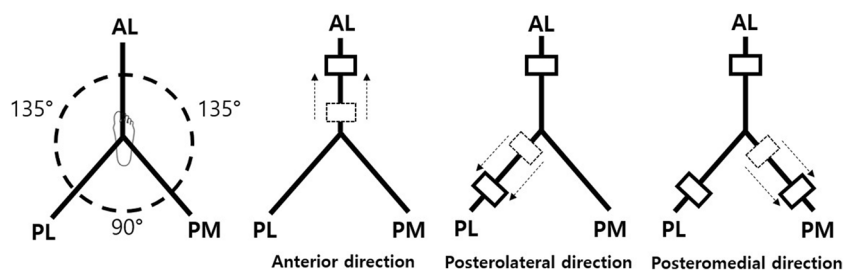 AL
135°
135°
PL
90°
PM
AL
PL
PM
Anterior direction
AL
PL
PM
Posterolateral direction
AL
PL
PM
Posteromedial direction